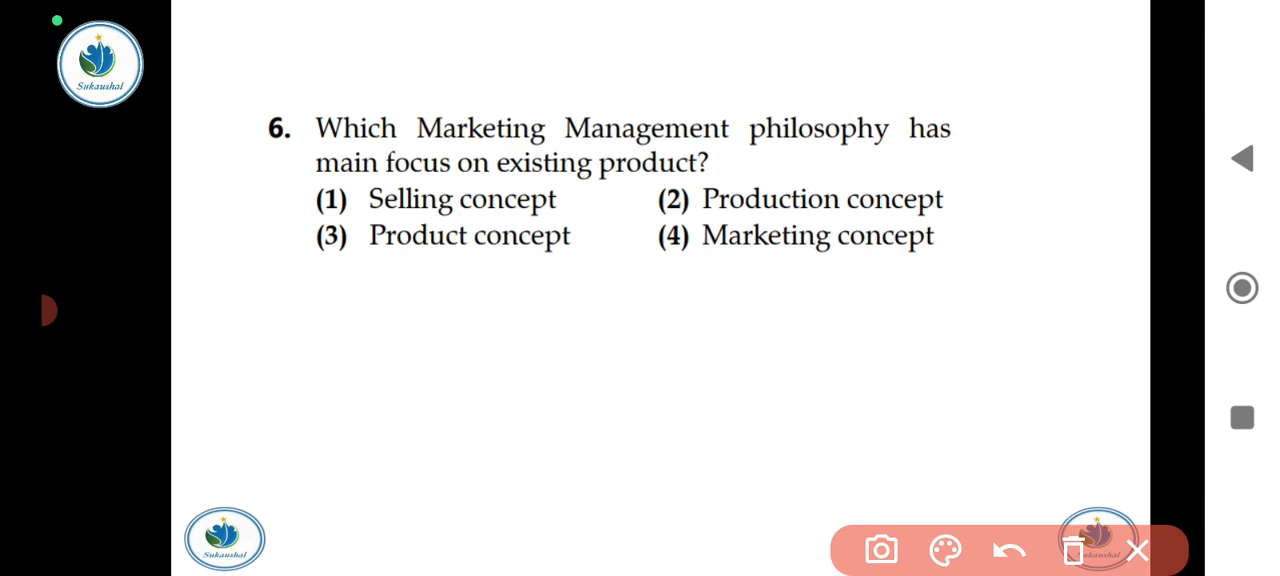 Sukaushal
6. Which Marketing Management philosophy has
main focus on existing product?
(1) Selling concept (2) Production concept
(3) Product concept (4) Marketing concept
Sukaushal
Sukaushal